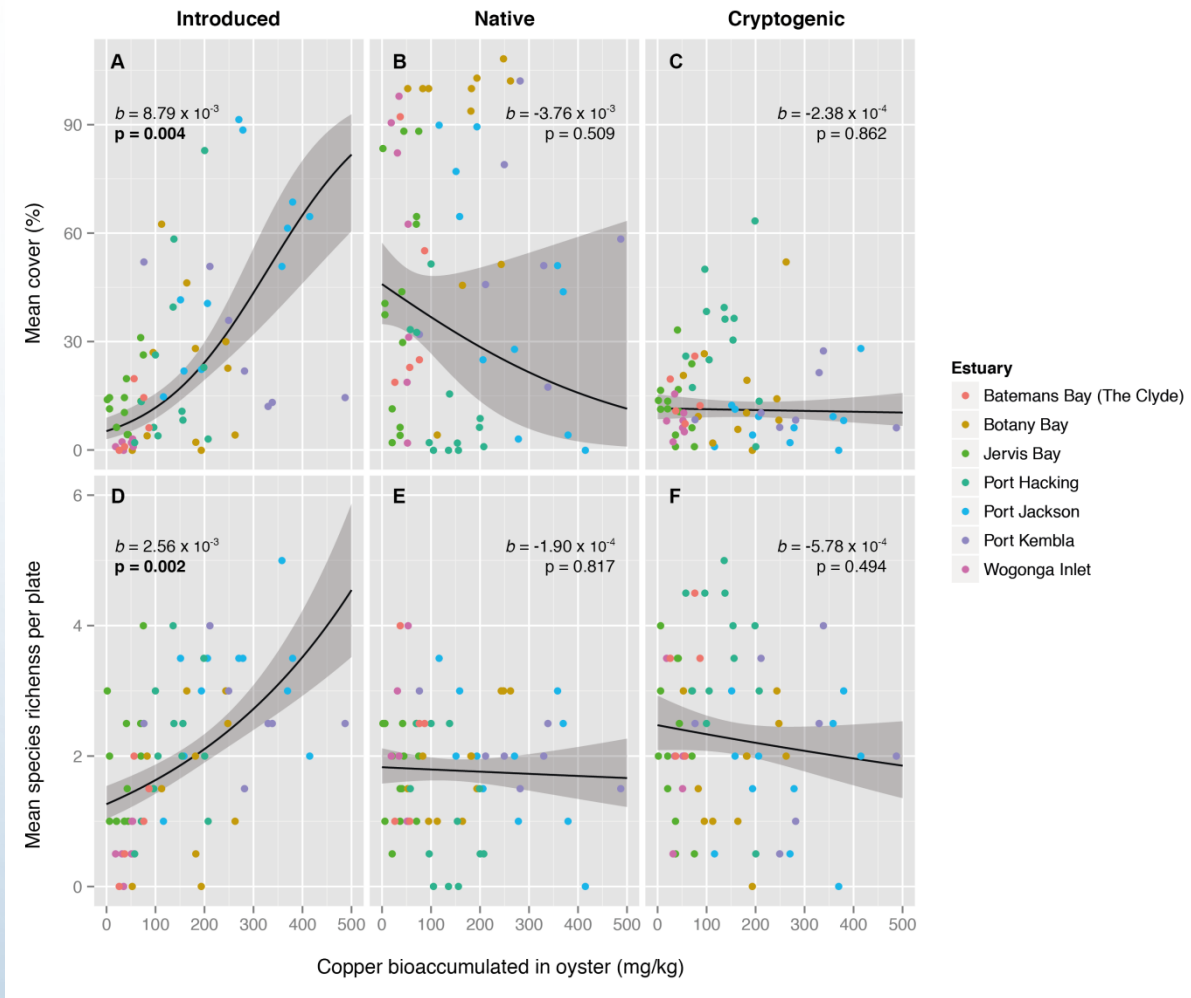 Introduced
Native
Cryptogenic
A
b = 8.79 x 10⁻³
p = 0.004
B
b = -3.76 x 10⁻³
p = 0.509
C
b = -2.38 x 10⁻⁴
p = 0.862
90
60
30
0
Mean cover (%)
D
b = 2.56 x 10⁻³
p = 0.002
E
b = -1.90 x 10⁻⁴
p = 0.817
F
b = -5.78 x 10⁻⁴
p = 0.494
6
4
2
0
Mean species richenss per plate
0 100 200 300 400 500
0 100 200 300 400 500
0 100 200 300 400 500
Copper bioaccumulated in oyster (mg/kg)
Estuary
Batemans Bay (The Clyde)
Botany Bay
Jervis Bay
Port Hacking
Port Jackson
Port Kembla
Wogonga Inlet